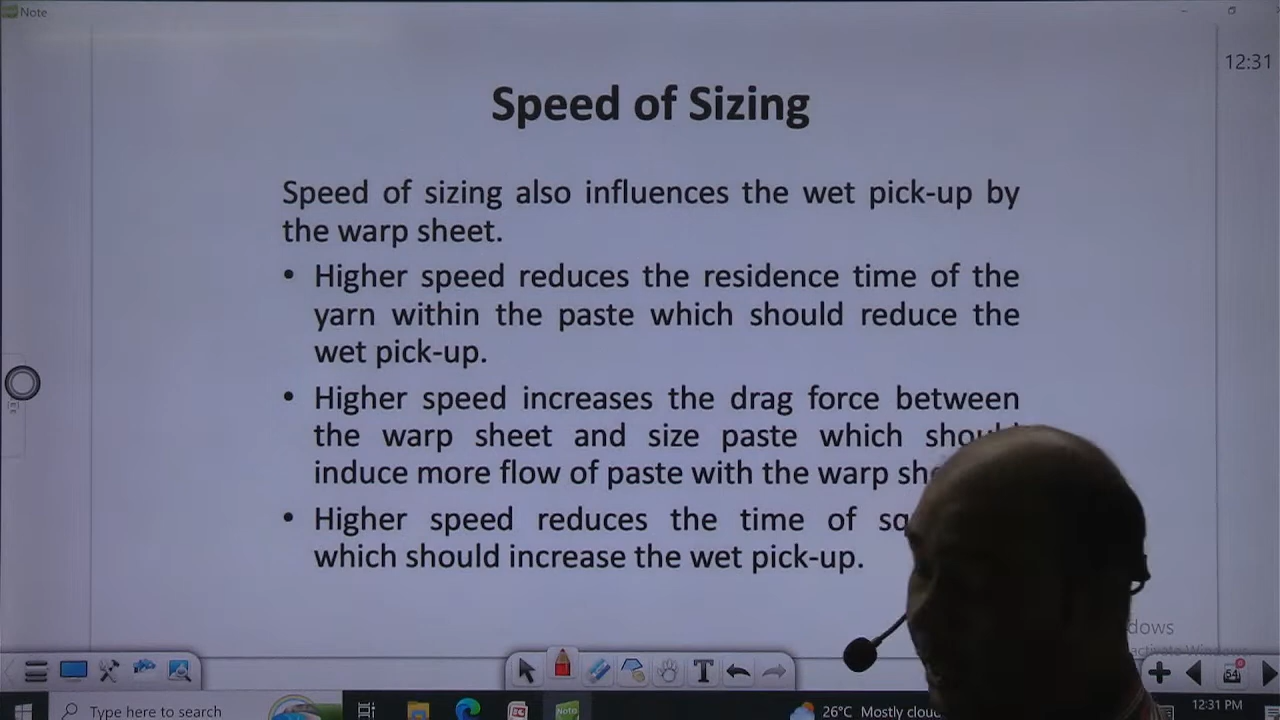 Note
12:31
Speed of Sizing
Speed of sizing also influences the wet pick-up by
the warp sheet.
• Higher speed reduces the residence time of the
yarn within the paste which should reduce the
wet pick-up.
• Higher speed increases the drag force between
the warp sheet and size paste which
induce more flow of paste with the warp
• Higher speed reduces the time of
which should increase the wet pick-up.
Type here to search
26°C Mostly
12:31 PM